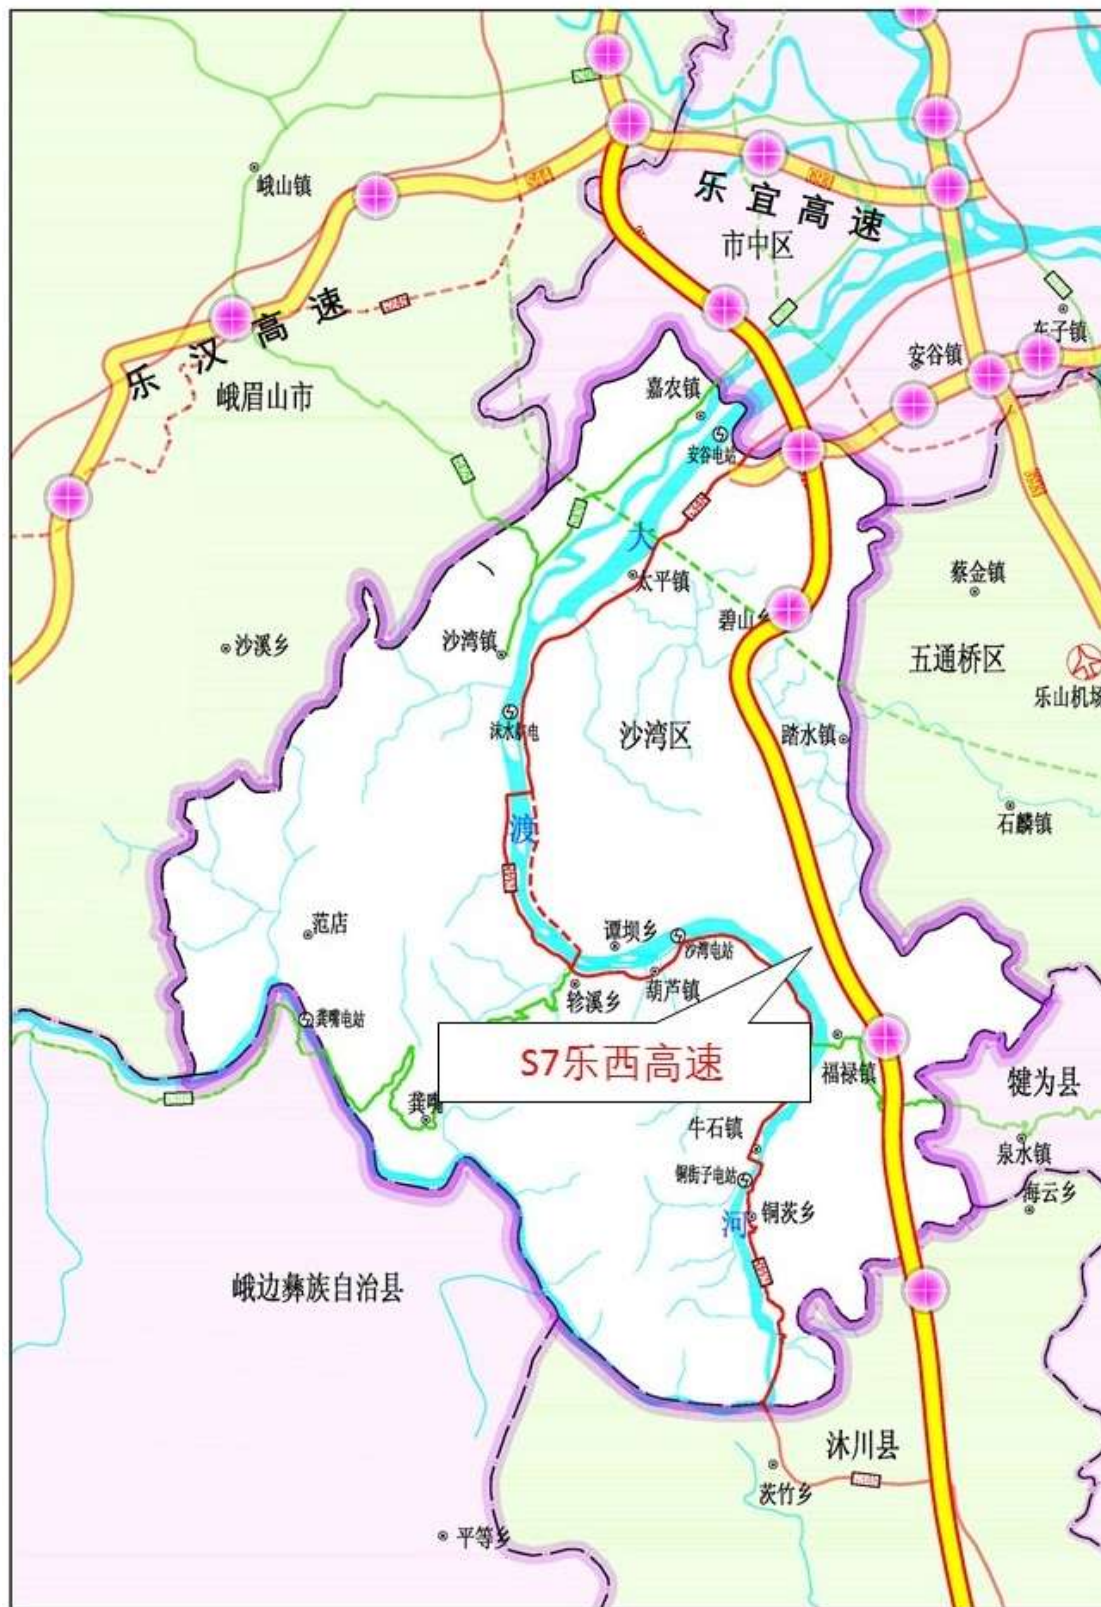 峨山镇
乐宜高速
市中区
乐汉高速
车子镇
安谷镇
峨眉山市
嘉农镇
安谷电站
大
太平镇
蔡金镇
碧山乡
沙溪乡
沙湾镇
五通桥区
乐山机场
沙湾区
踏水镇
石麟镇
渡
范店
谭坝乡
沙湾电站
轸溪乡
葫芦镇
龚嘴电站
S7乐西高速
福禄镇
犍为县
龚嘴
牛石镇
泉水镇
铜街子电站
海云乡
铜茨乡
河
峨边彝族自治县
沐川县
茨竹乡
平等乡